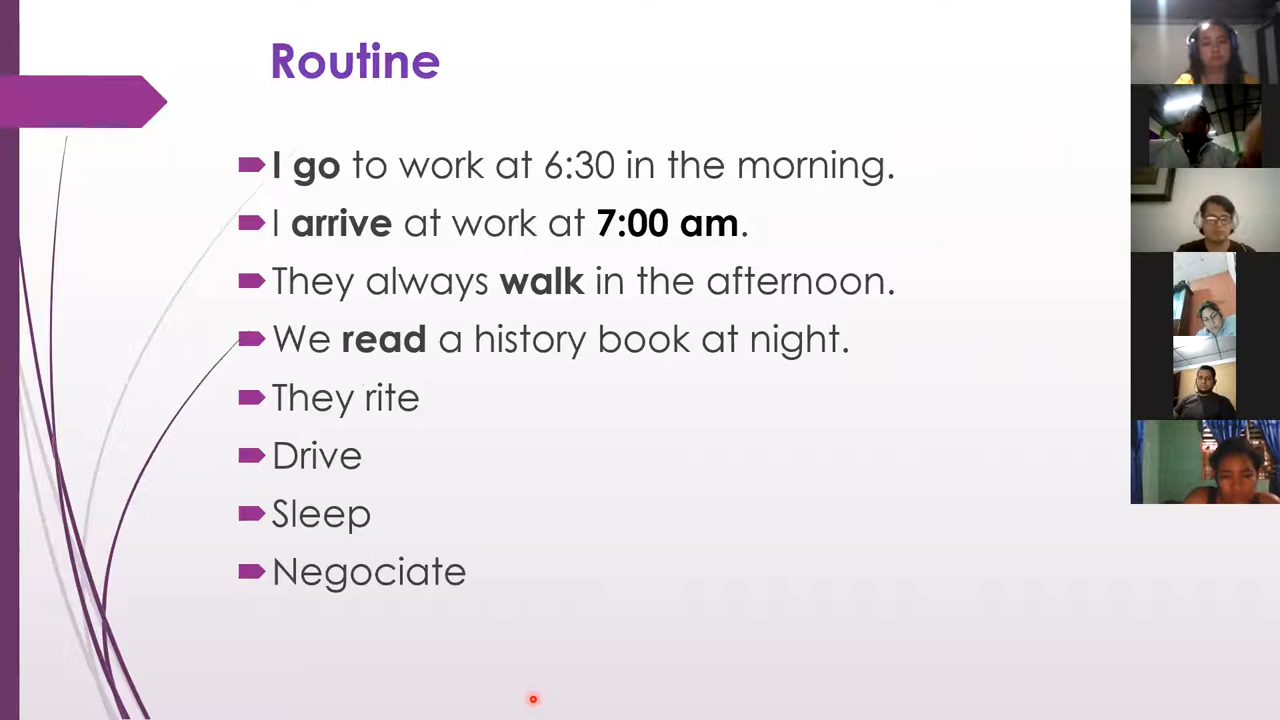 Routine
I go to work at 6:30 in the morning.
I arrive at work at 7:00 am.
They always walk in the afternoon.
We read a history book at night.
They rite
Drive
Sleep
Negociate